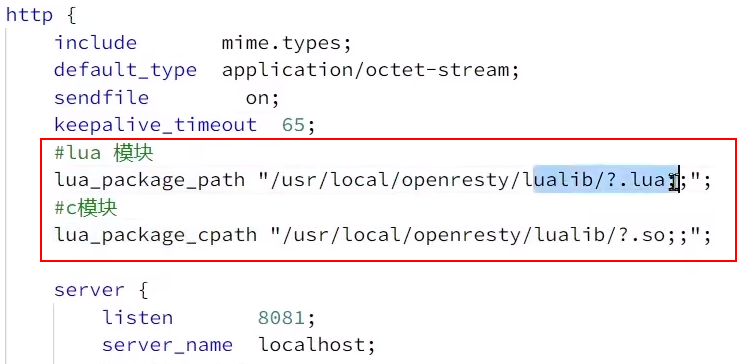 http {
    include       mime.types;
    default_type  application/octet-stream;
    sendfile        on;
    keepalive_timeout  65;
    #lua 模块
    lua_package_path "/usr/local/openresty/lualib/?.lua;;";
    #c模块
    lua_package_cpath "/usr/local/openresty/lualib/?.so;;";
    server {
        listen       8081;
        server_name  localhost;